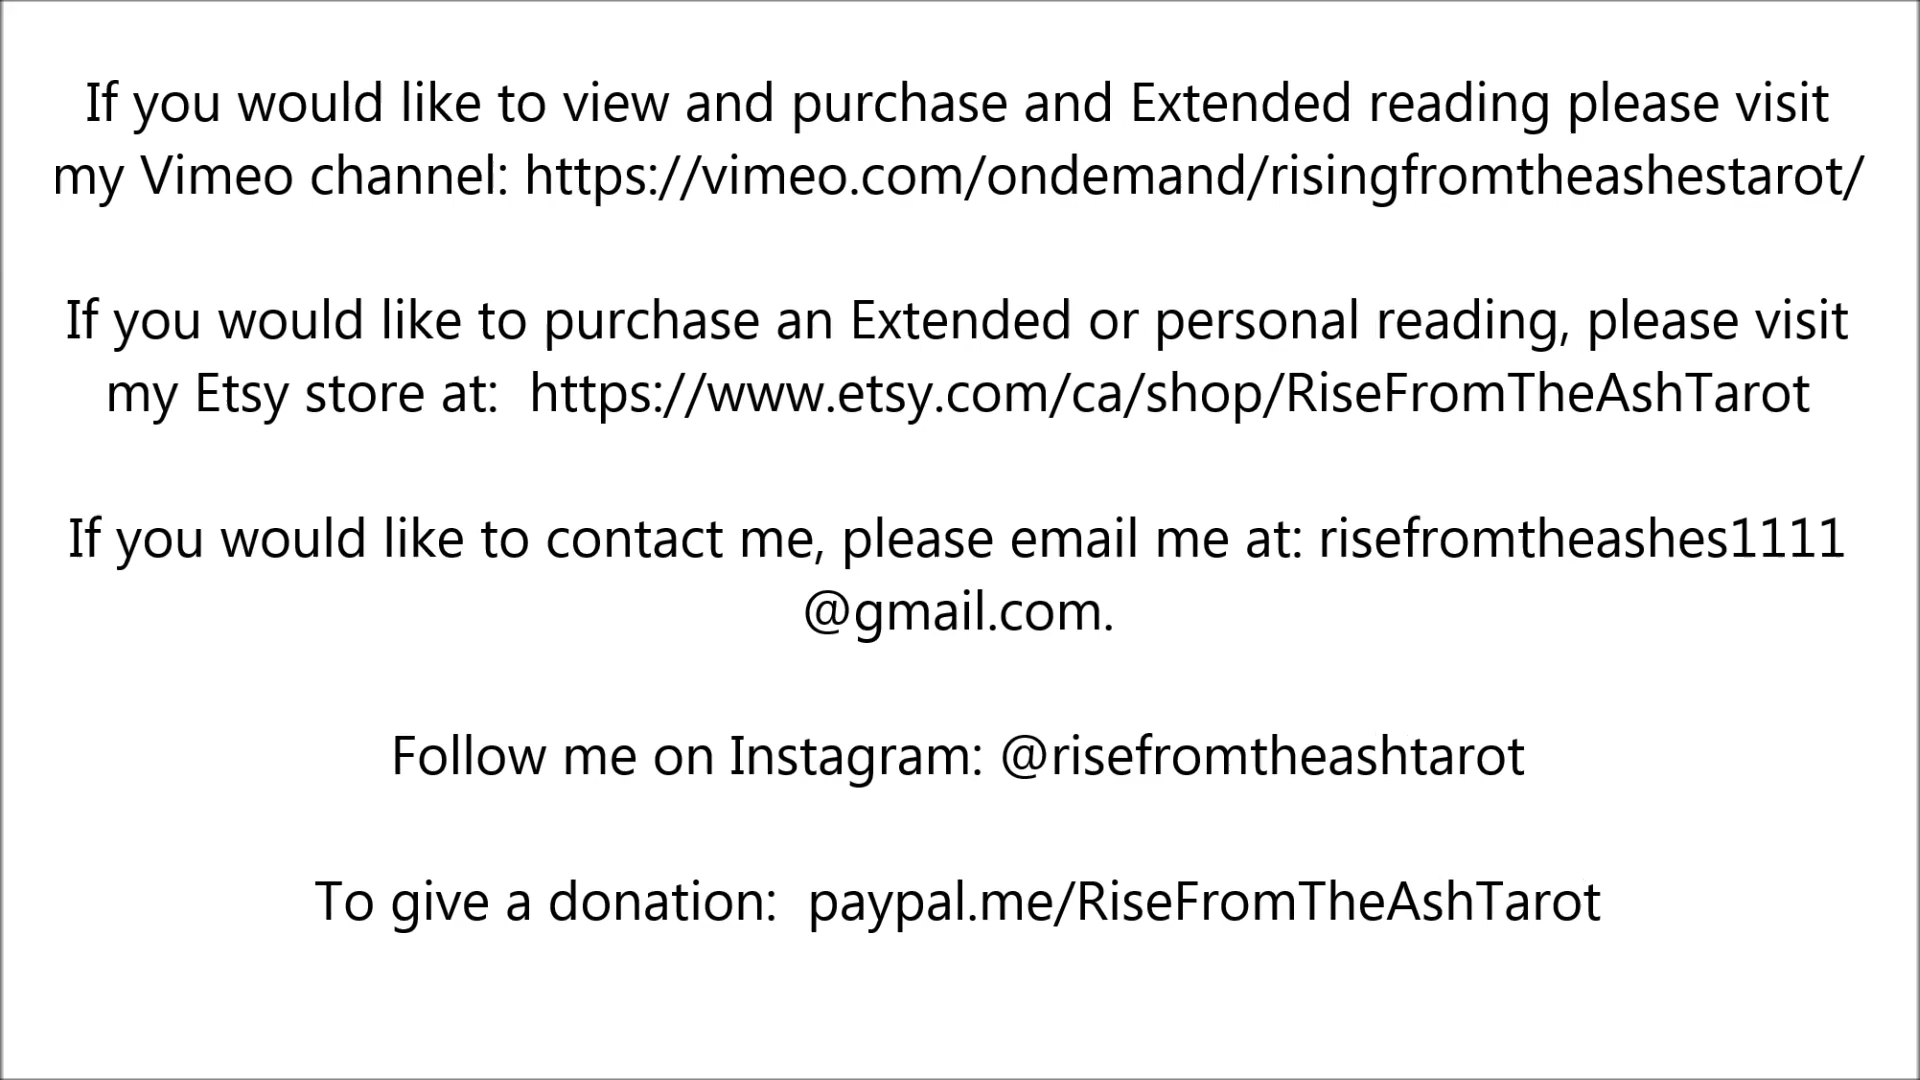 If you would like to view and purchase and Extended reading please visit
my Vimeo channel: https://vimeo.com/ondemand/risingfromtheashestarot/
If you would like to purchase an Extended or personal reading, please visit
my Etsy store at:  https://www.etsy.com/ca/shop/RiseFromTheAshTarot
If you would like to contact me, please email me at: risefromtheashes1111
@gmail.com.
Follow me on Instagram: @risefromtheashtarot
To give a donation:  paypal.me/RiseFromTheAshTarot